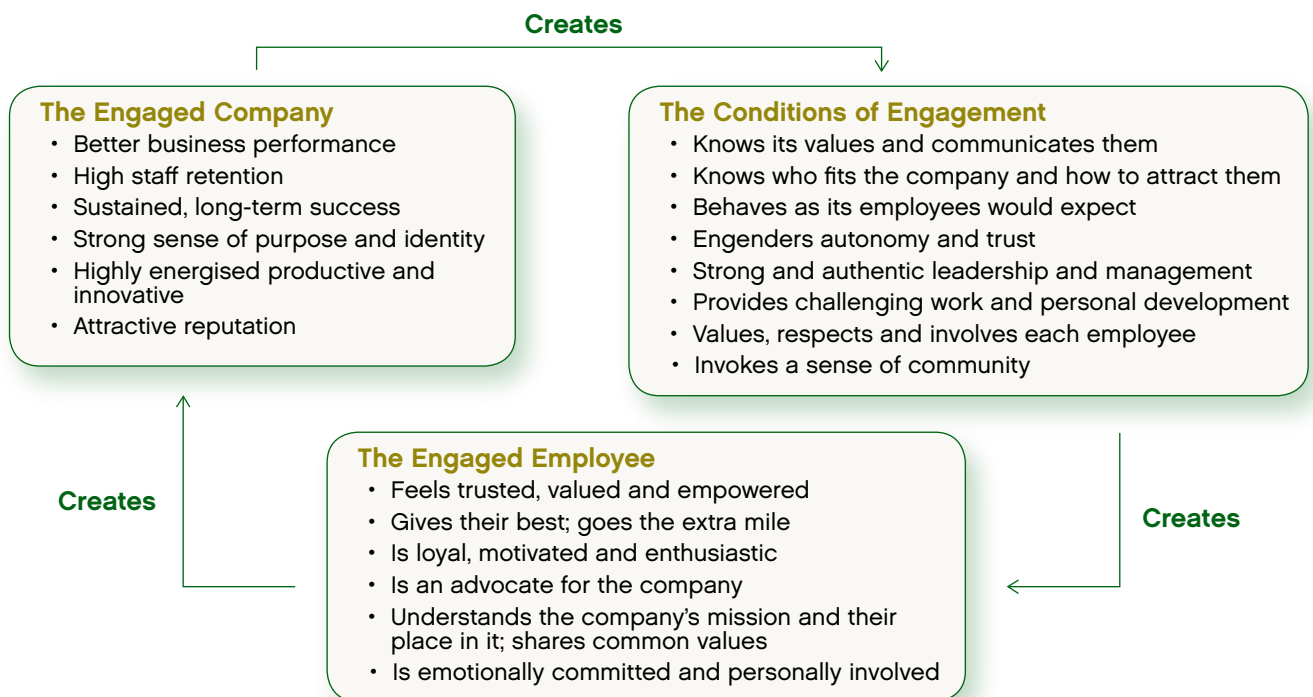 Creates
The Engaged Company
• Better business performance
• High staff retention
• Sustained, long-term success
• Strong sense of purpose and identity
• Highly energised productive and
innovative
• Attractive reputation
The Conditions of Engagement
• Knows its values and communicates them
• Knows who fits the company and how to attract them
• Behaves as its employees would expect
• Engenders autonomy and trust
• Strong and authentic leadership and management
• Provides challenging work and personal development
• Values, respects and involves each employee
• Invokes a sense of community
Creates
The Engaged Employee
• Feels trusted, valued and empowered
• Gives their best; goes the extra mile
• Is loyal, motivated and enthusiastic
• Is an advocate for the company
• Understands the company’s mission and their
place in it; shares common values
• Is emotionally committed and personally involved
Creates